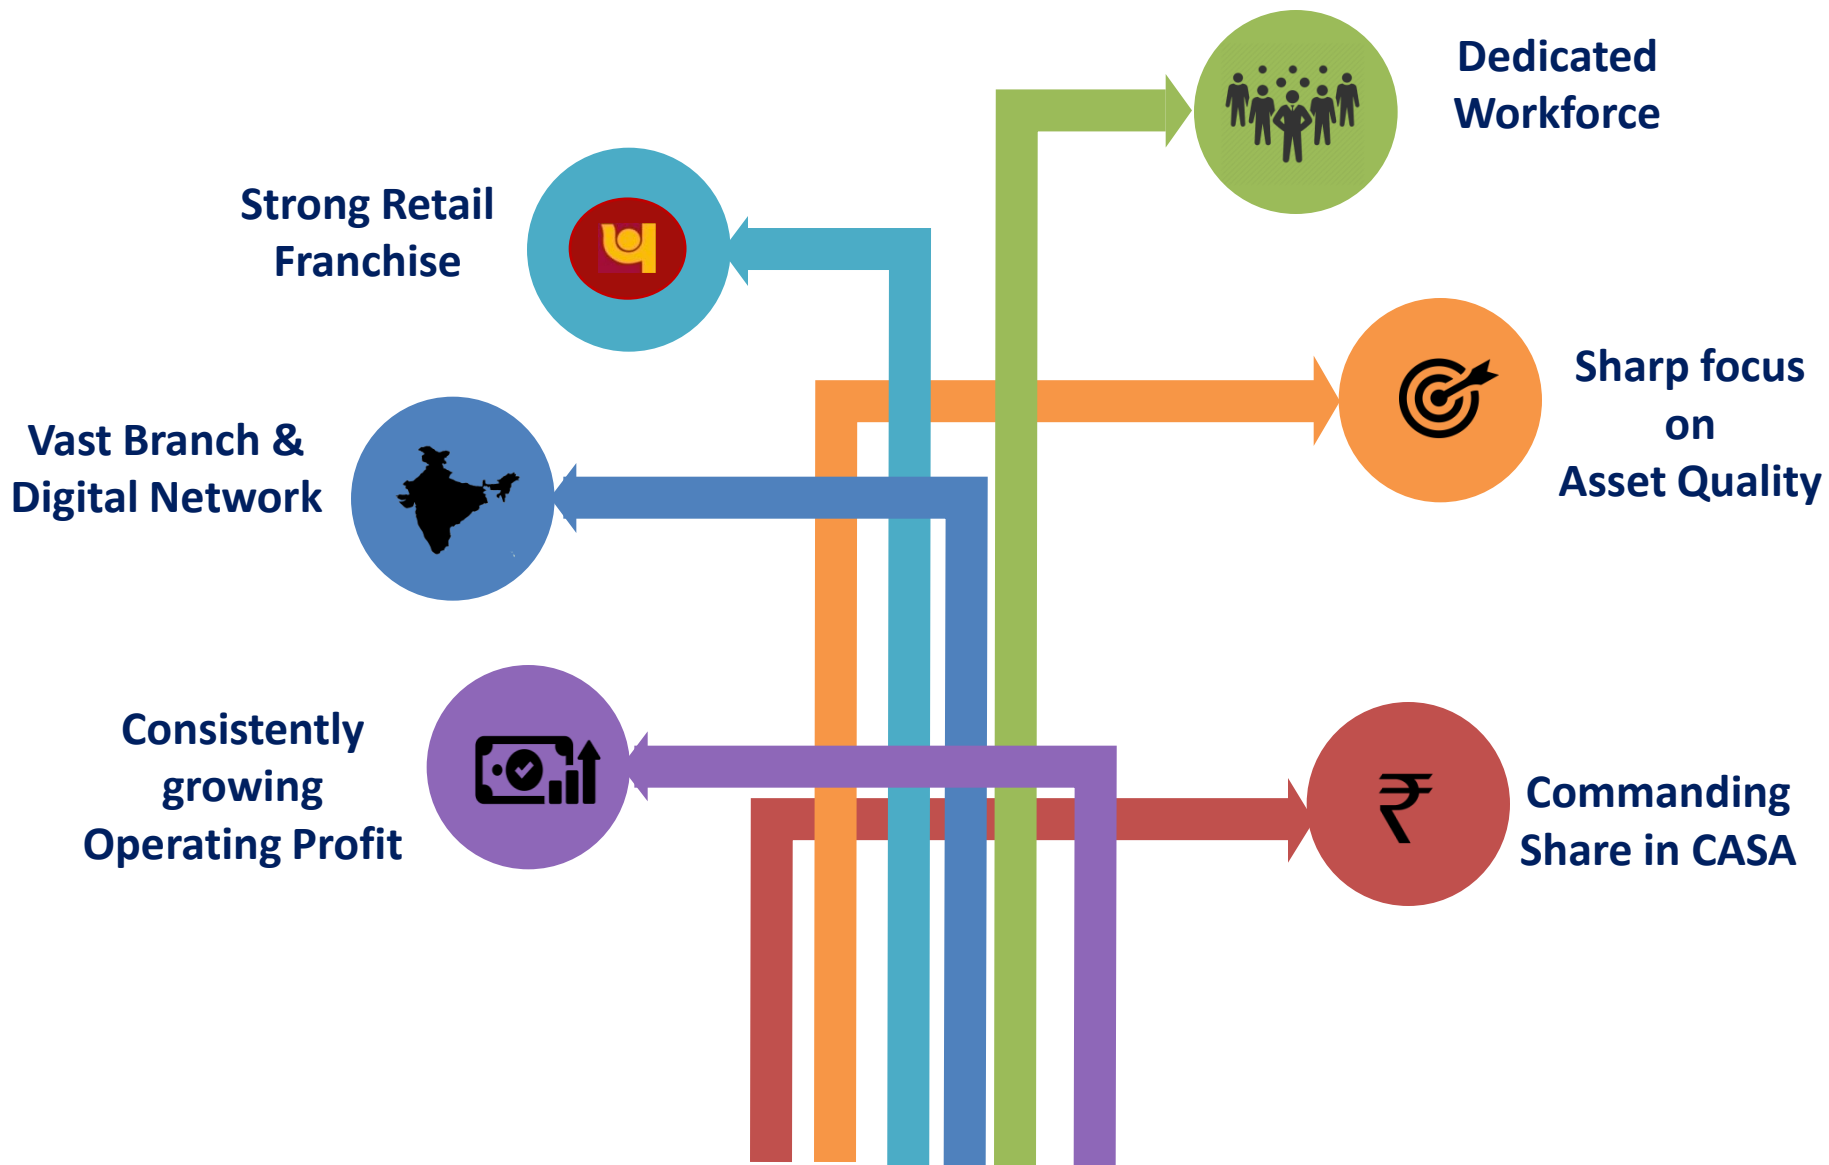 Dedicated
Workforce
Strong Retail
Franchise
Sharp focus
on
Asset Quality
Vast Branch &
Digital Network
Consistently
growing
Operating Profit
₹
Commanding
Share in CASA